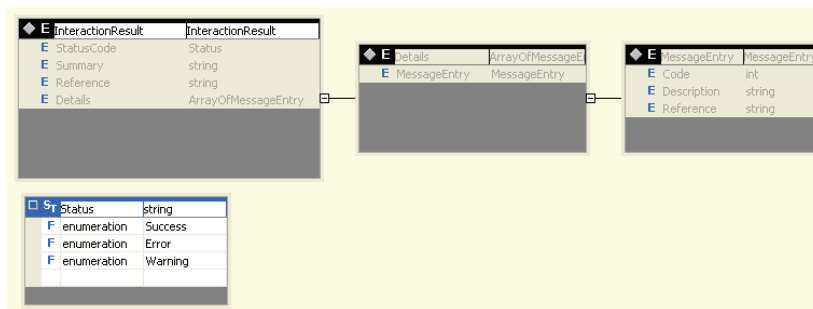 E InteractionResult InteractionResult
E StatusCode Status
E Summary string
E Reference string
E Details ArrayOfMessageEntry
E Details ArrayOfMessageE
E MessageEntry MessageEntry
E MessageEntry MessageEntry
E Code int
E Description string
E Reference string
ST Status string
F enumeration Success
F enumeration Error
F enumeration Warning